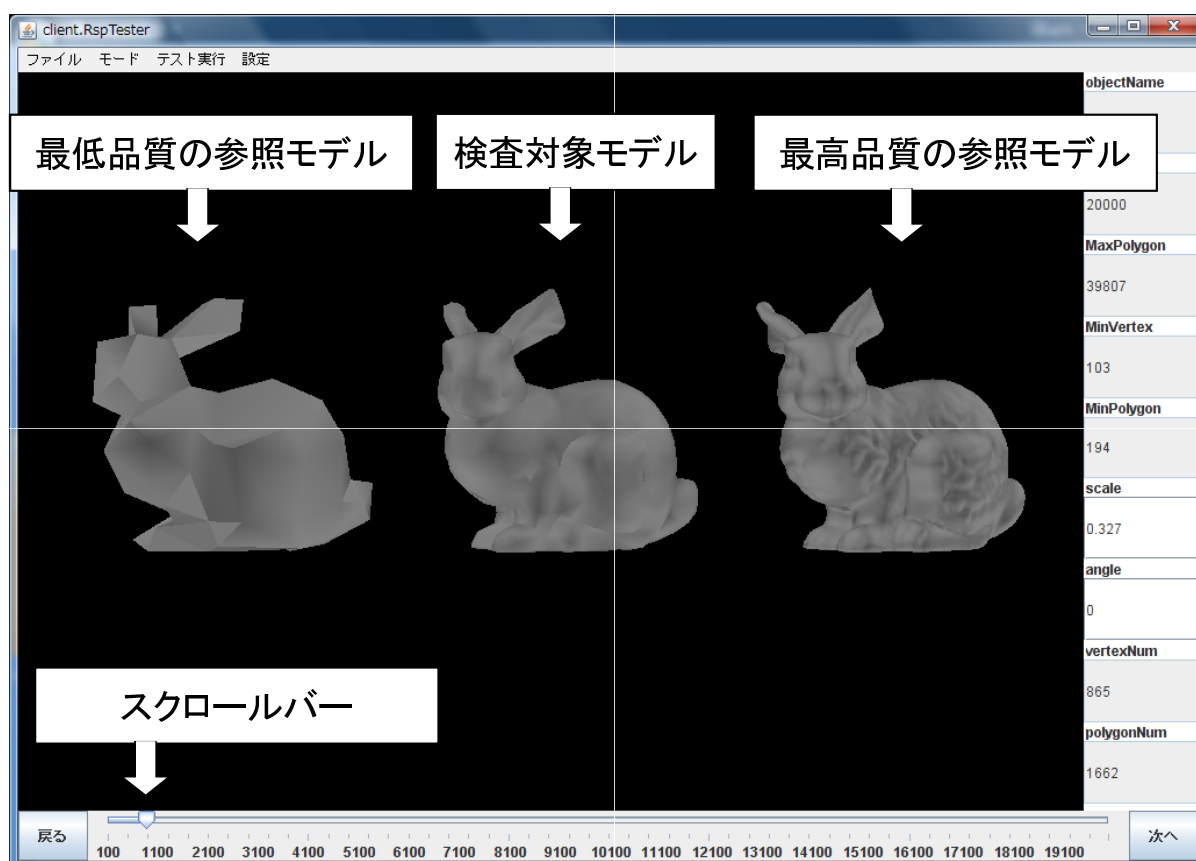 client.RspTester
ファイル モード テスト実行 設定
objectName
最低品質の参照モデル
検査対象モデル
最高品質の参照モデル
20000
MaxPolygon
39807
MinVertex
103
MinPolygon
194
scale
0.327
angle
0
vertexNum
865
polygonNum
1662
スクロールバー
戻る
100 1100 2100 3100 4100 5100 6100 7100 8100 9100 10100 11100 12100 13100 14100 15100 16100 17100 18100 19100
次へ